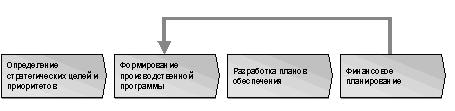 Определение
стратегических целей и
приоритетов
Формирование
производственной
программы
Разработка планов
обеспечения
Финансовое
планирование